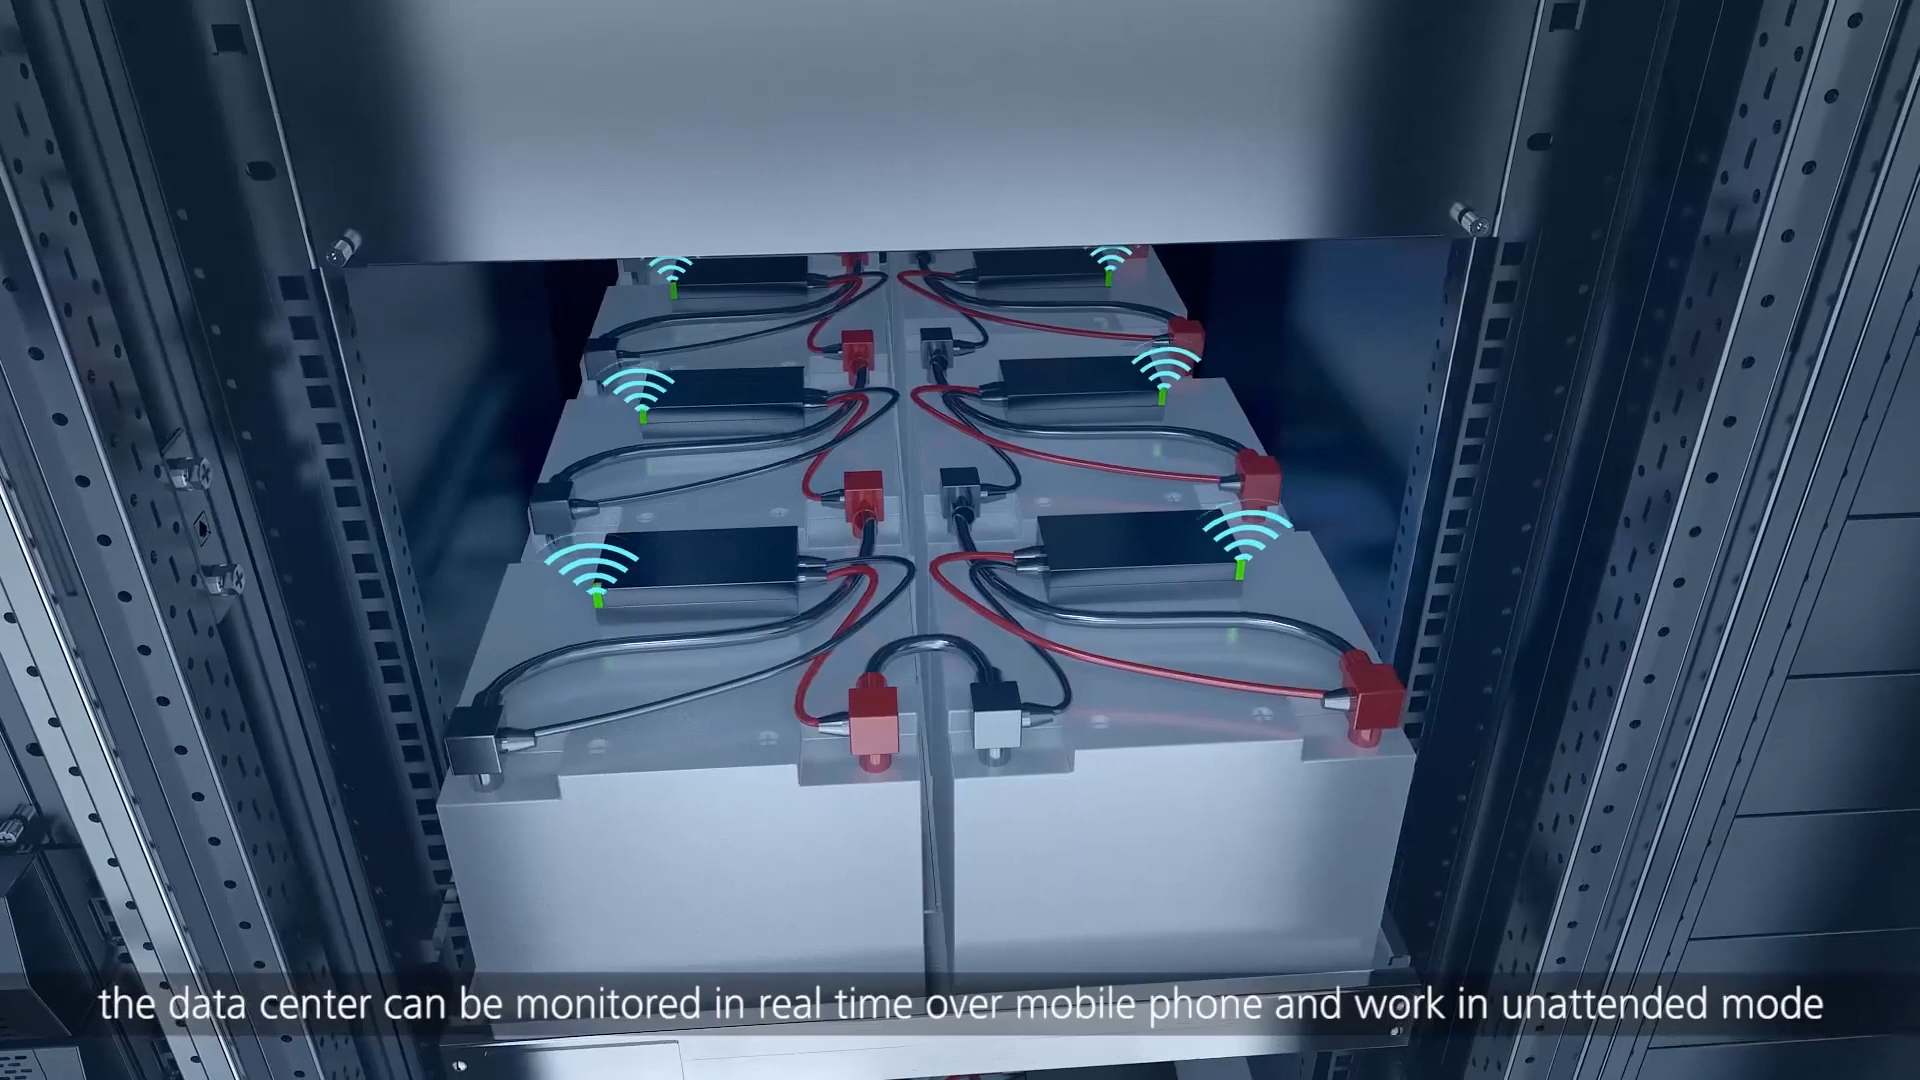 the data center can be monitored in real time over mobile phone and work in unattended mode